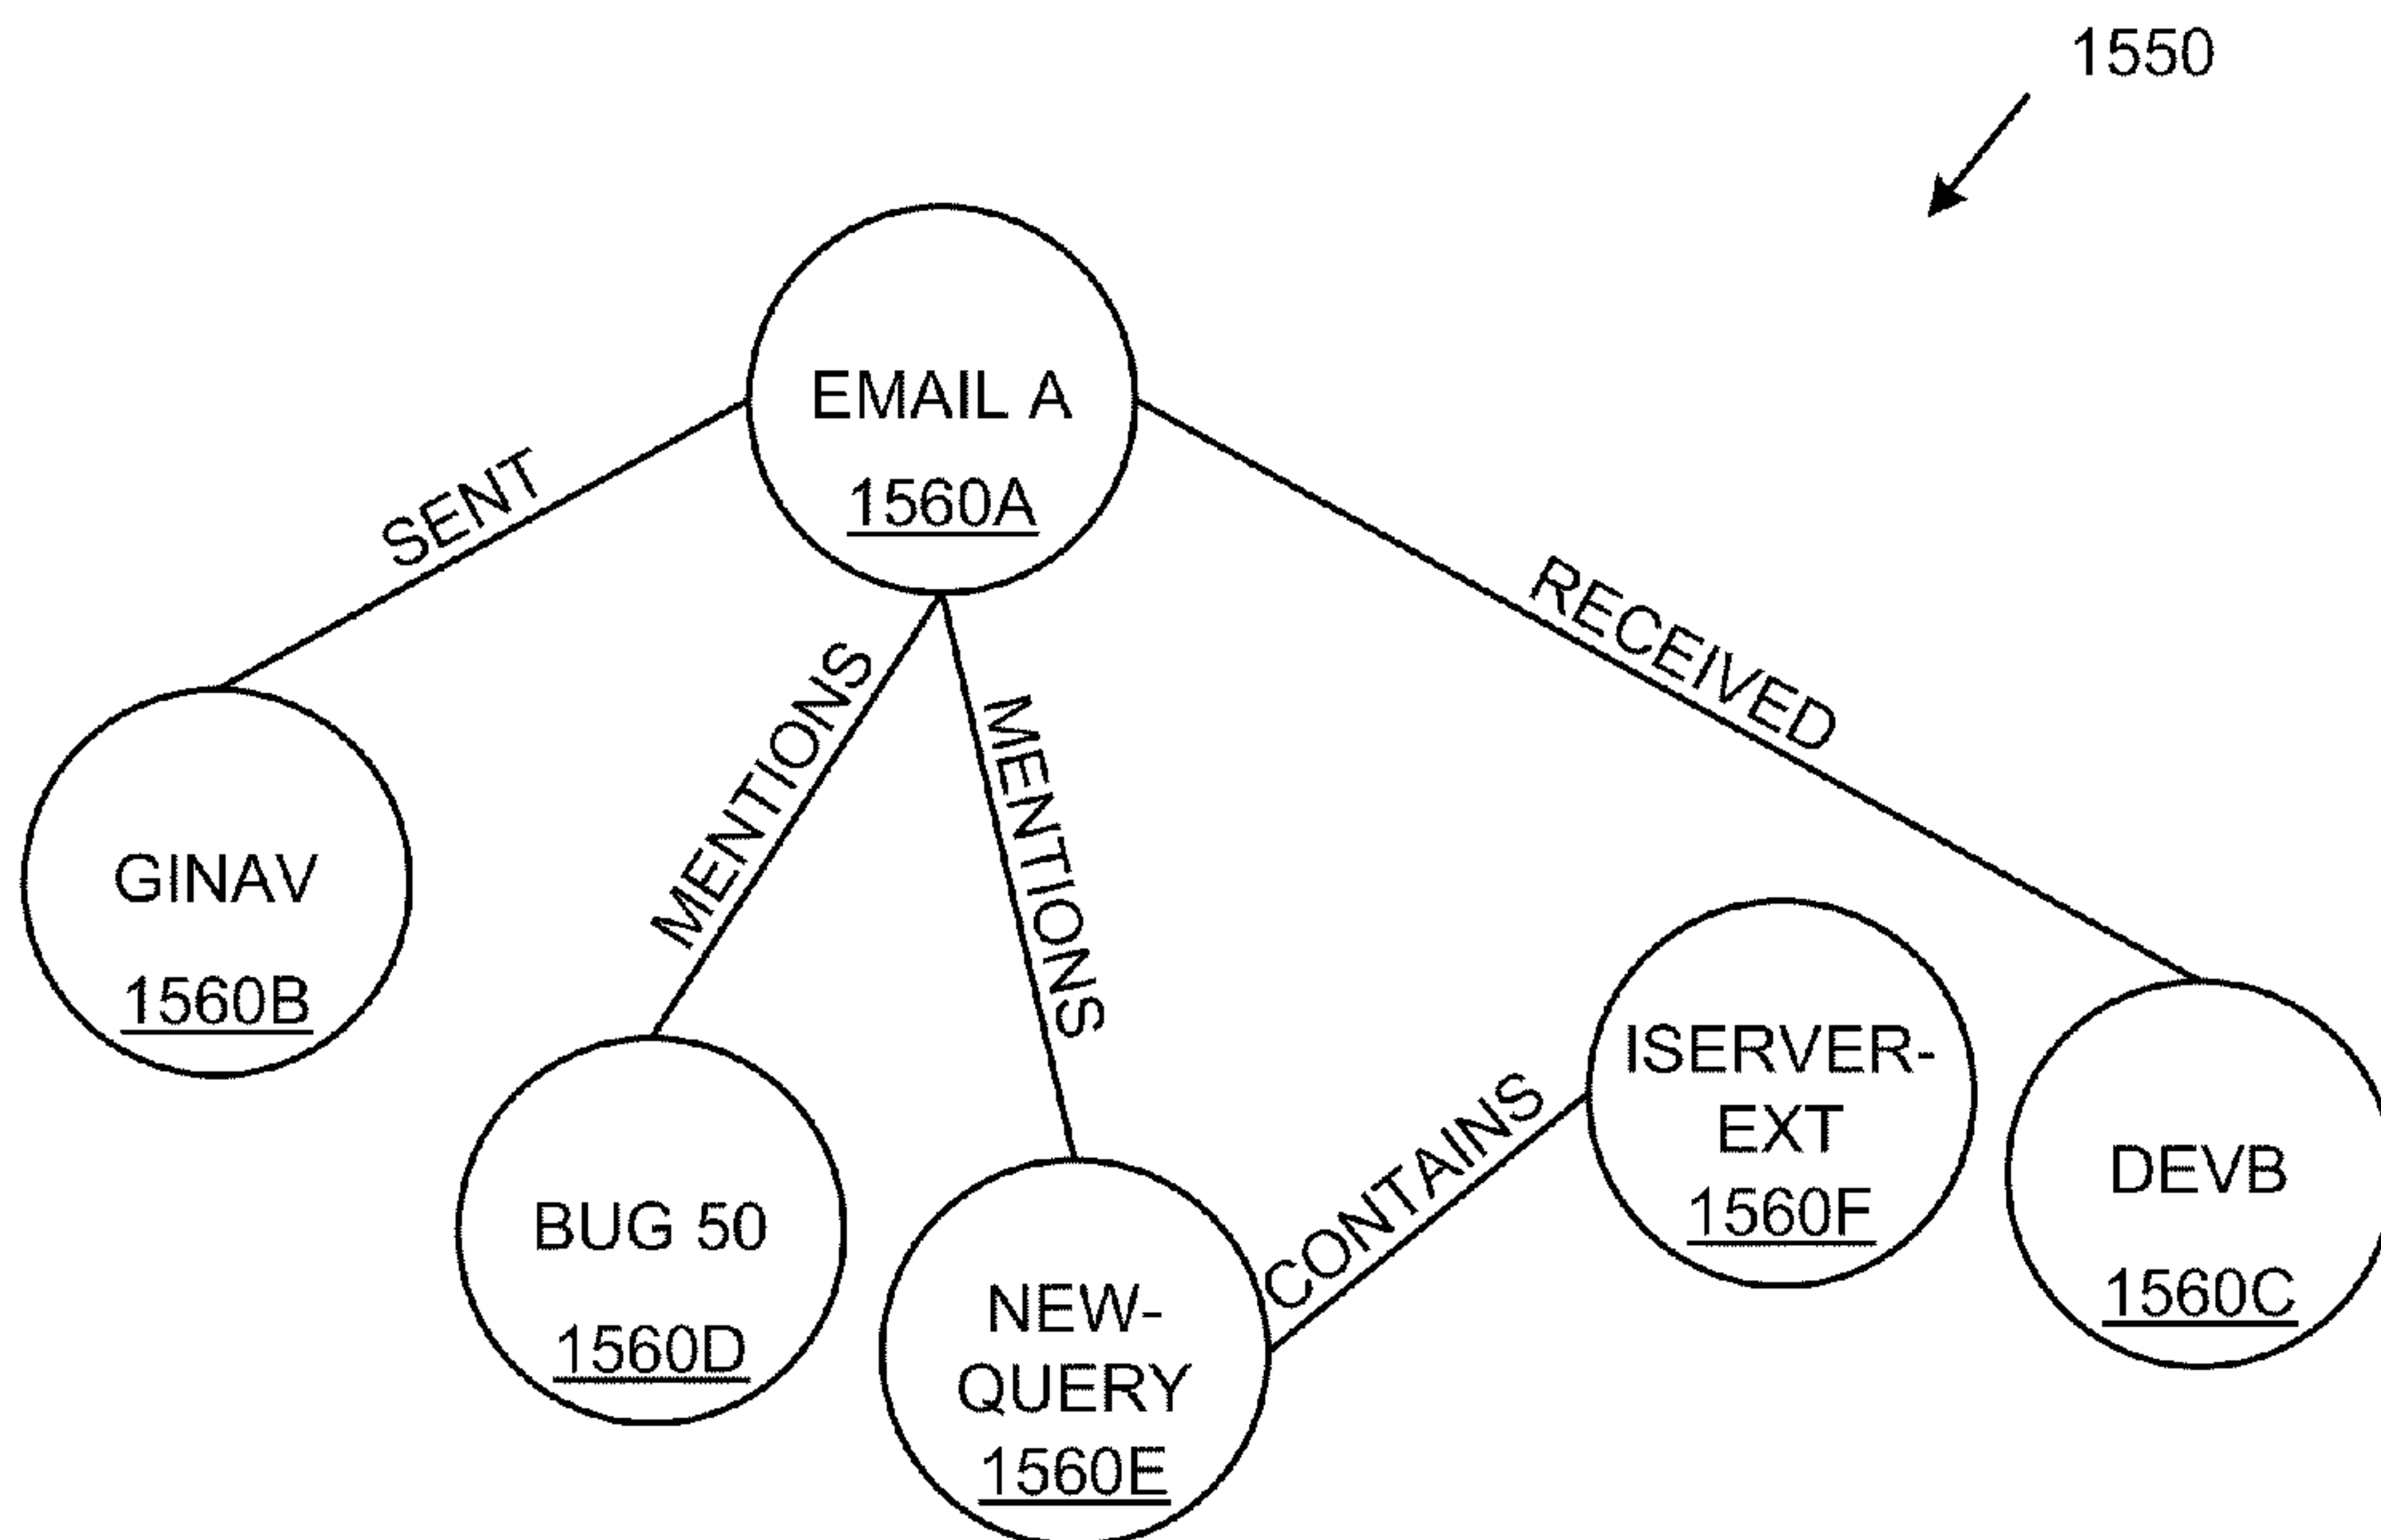 1550
EMAIL A
1560A
SENT
RECEIVED
MENTIONS
MENTIONS
GINAV
1560B
ISERVER-
EXT
1560F
DEVB
1560C
CONTAINS
BUG 50
1560D
NEW-
QUERY
1560E